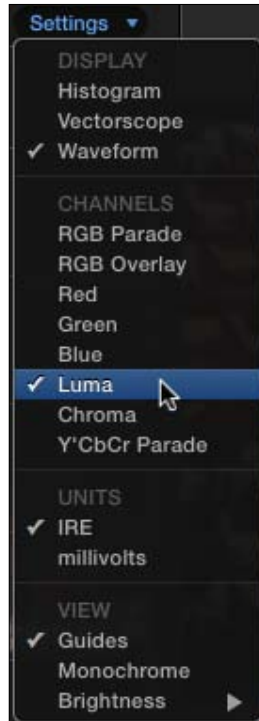 Settings
DISPLAY
Histogram
Vectorscope
Waveform
CHANNELS
RGB Parade
RGB Overlay
Red
Green
Blue
Luma
Chroma
Y'CbCr Parade
UNITS
IRE
millivolts
VIEW
Guides
Monochrome
Brightness